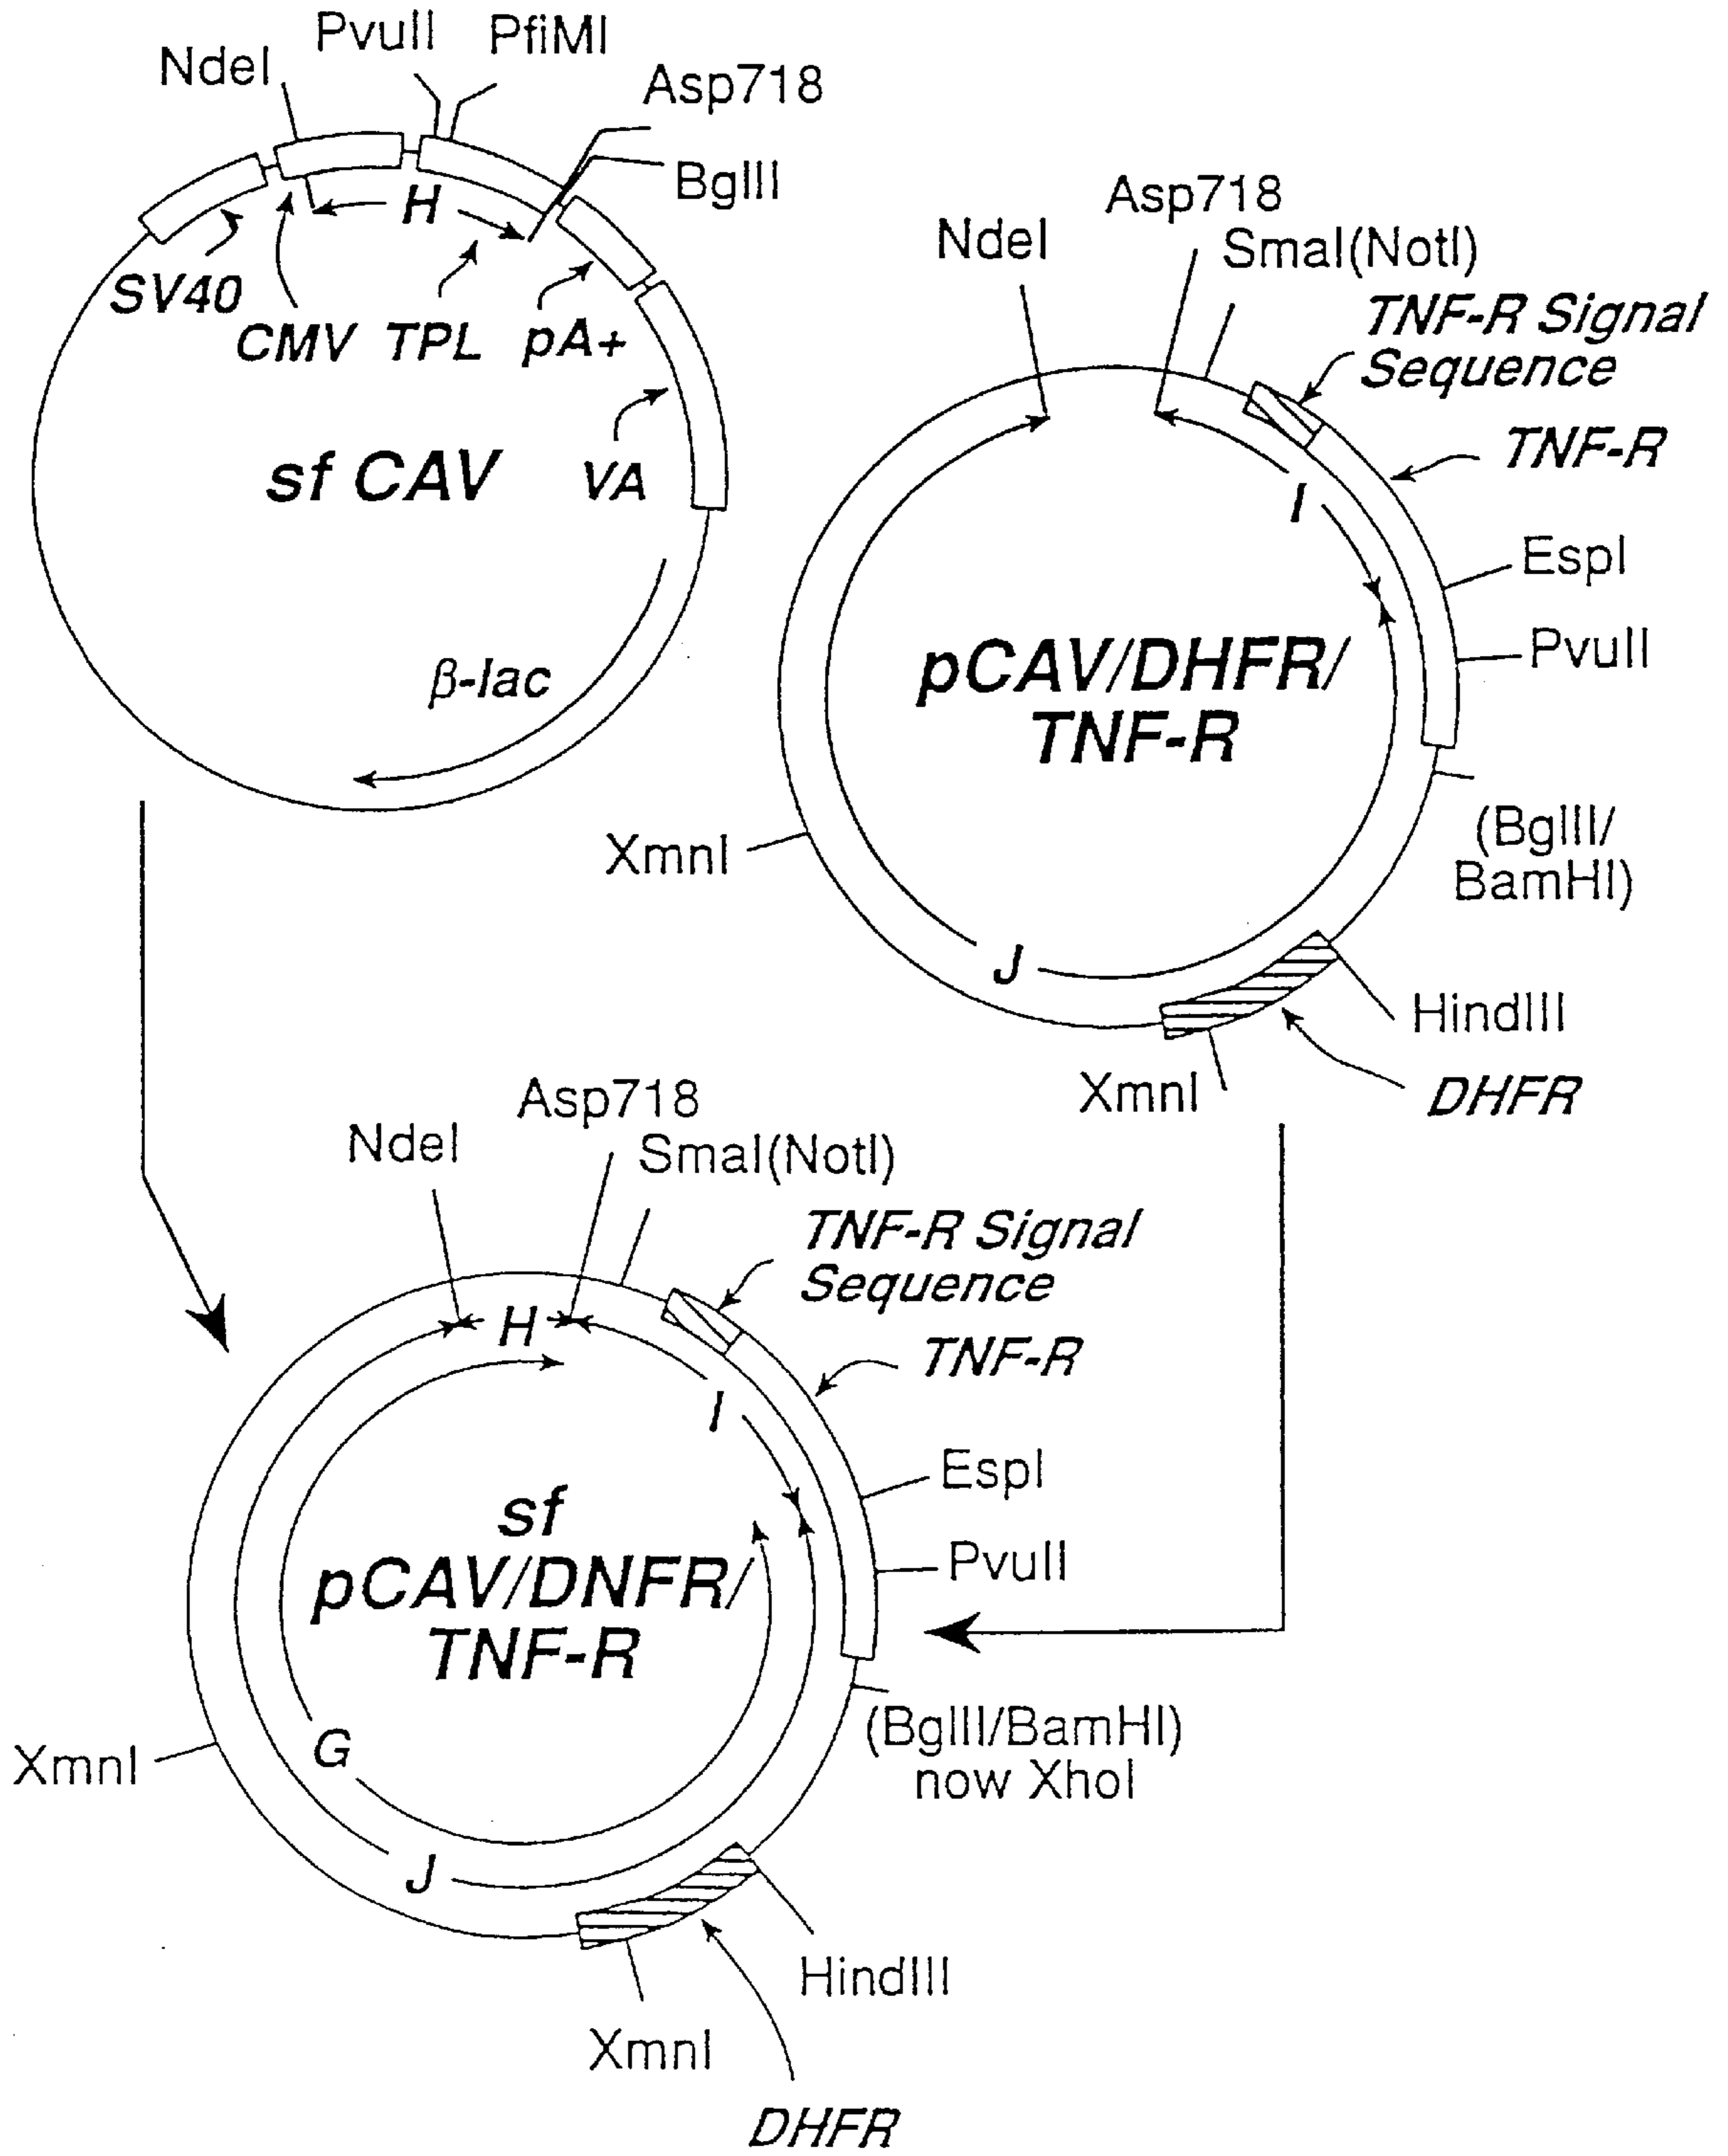 PvuII
PfiMI
NdeI
Asp718
BglII
H
SV40
CMV
TPL
pA+
sf CAV
VA
β-lac
Asp718
NdeI
SmaI(NotI)
TNF-R Signal
Sequence
TNF-R
I
EspI
PvuII
pCAV/DHFR/
TNF-R
(BglII/
BamHI)
XmnI
J
HindIII
XmnI
DHFR
Asp718
NdeI
SmaI(NotI)
TNF-R Signal
Sequence
H
TNF-R
I
EspI
sf
PvuII
pCAV/DNFR/
TNF-R
(BglII/BamHI)
now XhoI
G
XmnI
J
HindIII
XmnI
DHFR